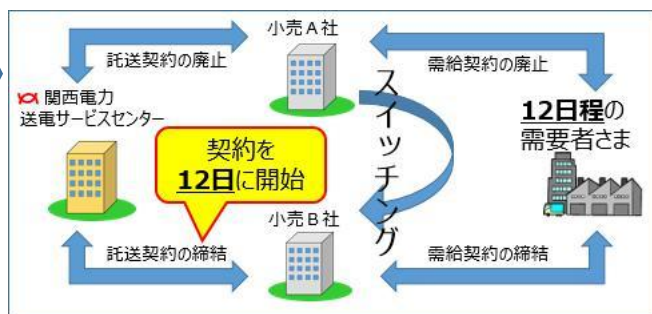 小売A社
託送契約の廃止
需給契約の廃止
関西電力
送電サービスセンター
スイッチング
12日程の
需要者さま
契約を
12日に開始
小売B社
託送契約の締結
需給契約の締結